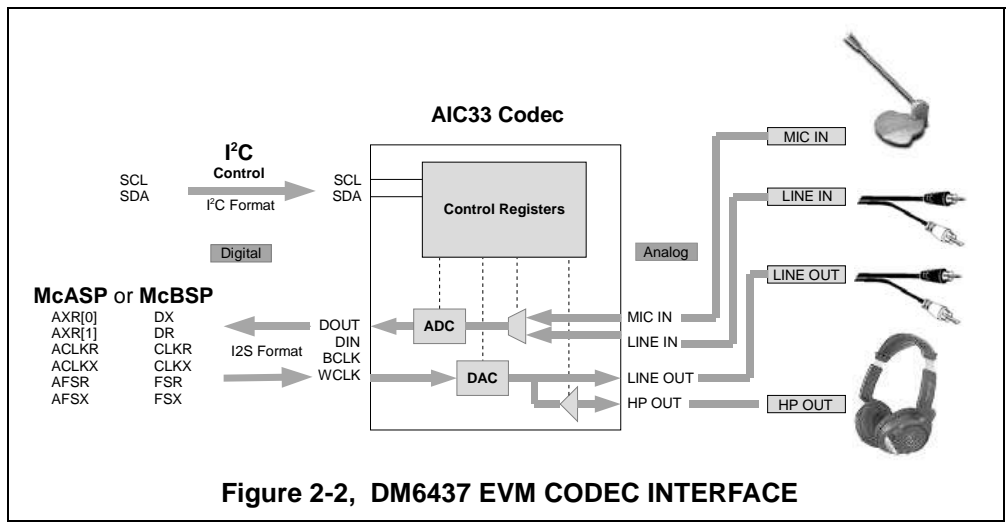 AIC33 Codec
MIC IN
I²C
Control
SCL
SDA
I²C Format
SCL
SDA
Control Registers
LINE IN
Digital
Analog
LINE OUT
McASP or McBSP
AXR[0] DX
AXR[1] DR
ACLKR CLKR
ACLKX CLKX
AFSR FSR
AFSX FSX
I2S Format
DOUT
DIN
BCLK
WCLK
ADC
DAC
MIC IN
LINE IN
LINE OUT
HP OUT
HP OUT
Figure 2-2, DM6437 EVM CODEC INTERFACE